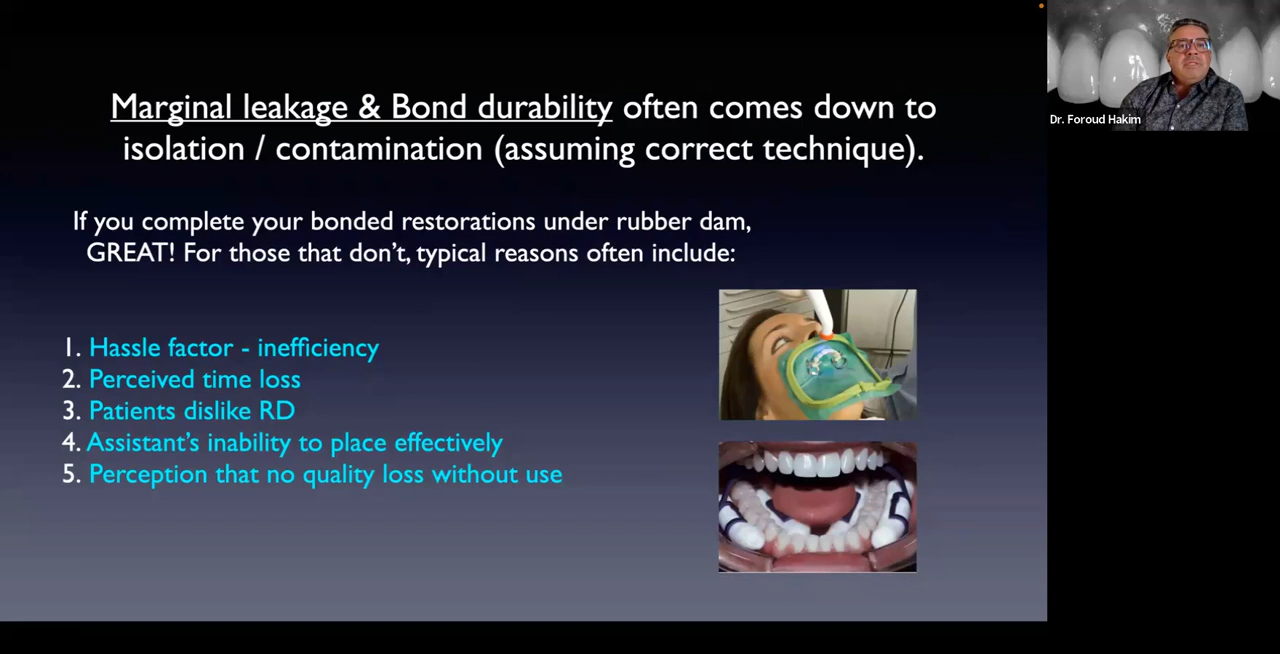 Marginal leakage & Bond durability often comes down to
isolation / contamination (assuming correct technique).
If you complete your bonded restorations under rubber dam,
GREAT! For those that don't, typical reasons often include:
1. Hassle factor - inefficiency
2. Perceived time loss
3. Patients dislike RD
4. Assistant's inability to place effectively
5. Perception that no quality loss without use
Dr. Foroud Hakim